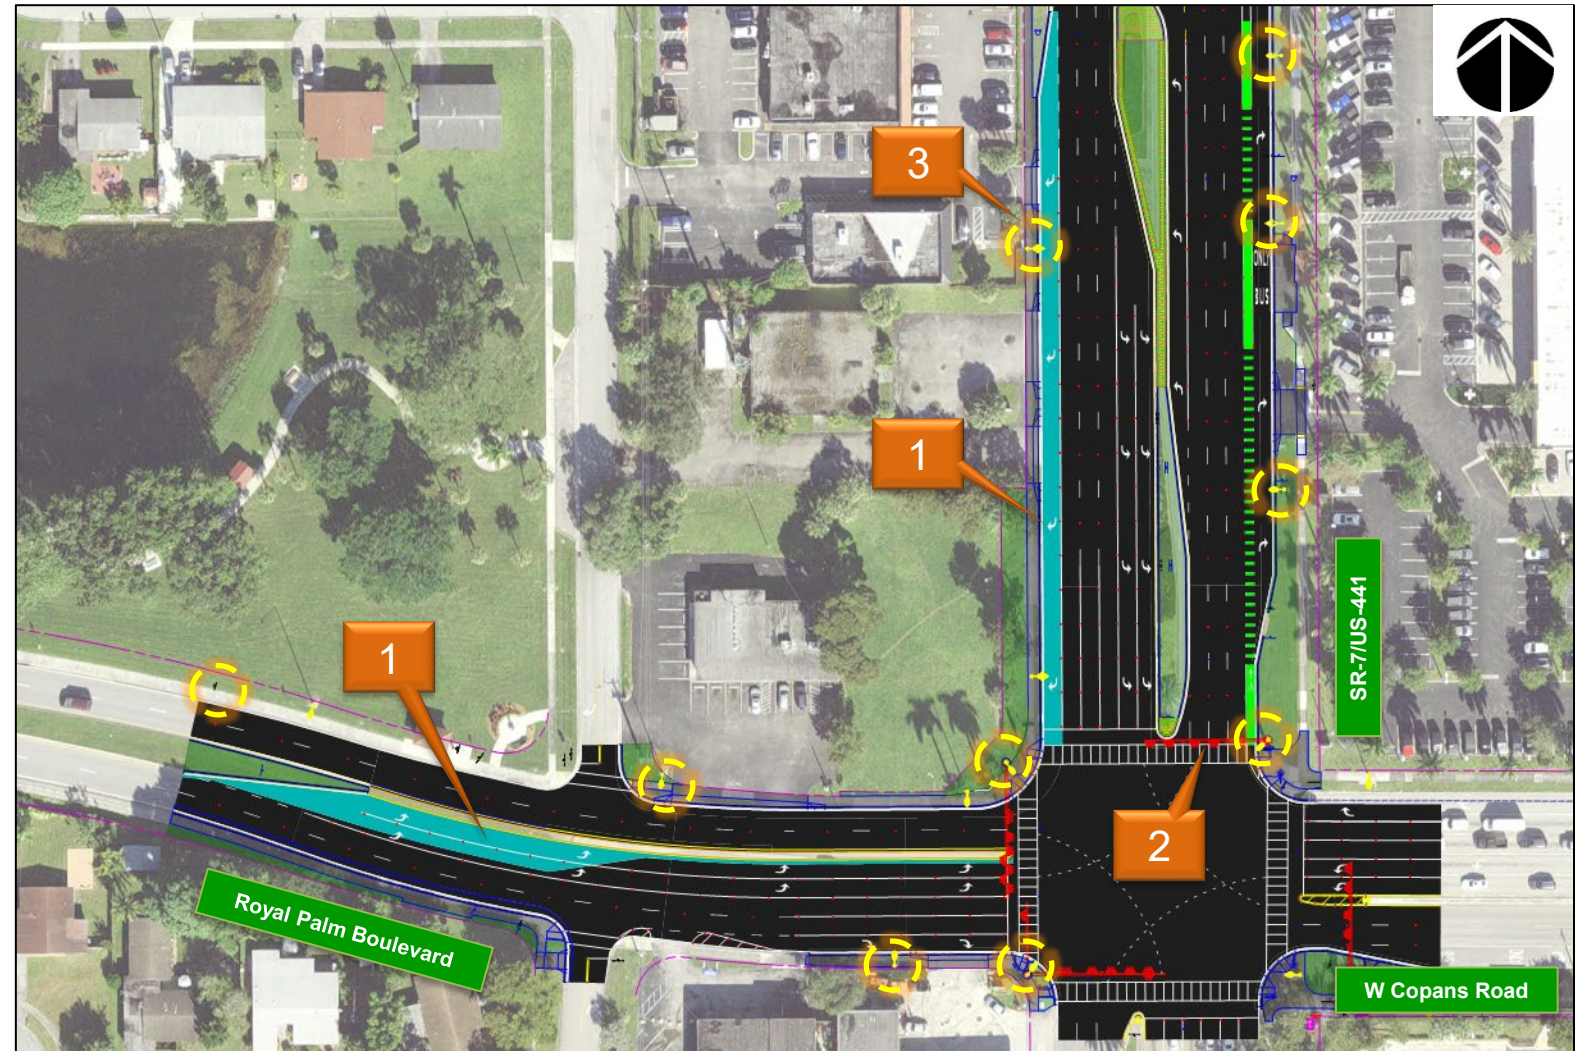 3
ONLY
BUS
1
SR-7/US-441
1
2
Royal Palm Boulevard
W Copans Road